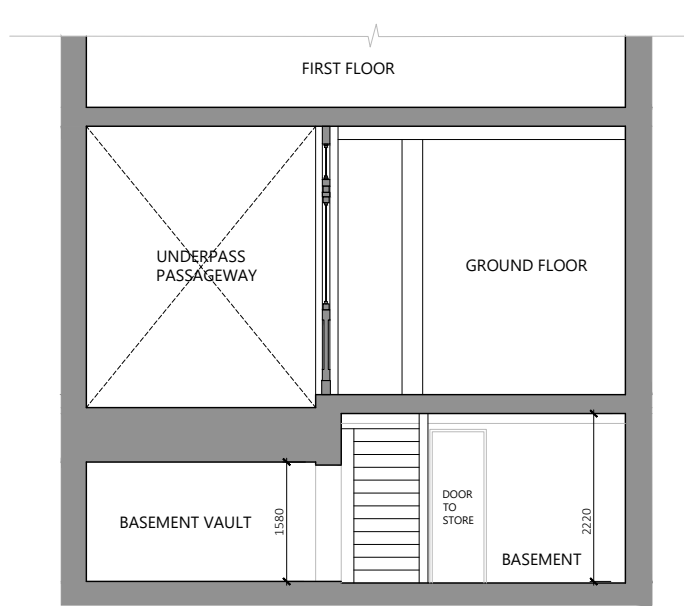 FIRST FLOOR
UNDERPASS
PASSAGEWAY
GROUND FLOOR
BASEMENT VAULT
1580
DOOR
TO
STORE
2220
BASEMENT